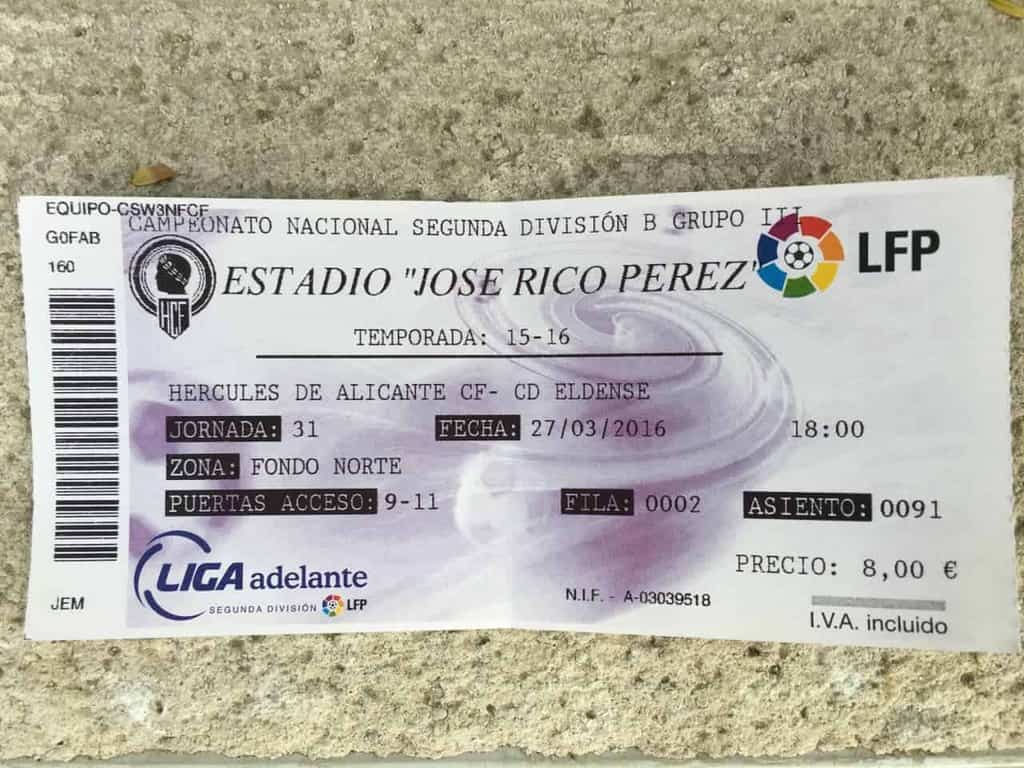 EQUIPO-CSW3NFCF
G0FAB
160
CAMPEONATO NACIONAL SEGUNDA DIVISIÓN B GRUPO III
LFP
HCF
ESTADIO "JOSE RICO PEREZ"
TEMPORADA: 15-16
HERCULES DE ALICANTE CF- CD ELDENSE
JORNADA: 31 FECHA: 27/03/2016 18:00
ZONA: FONDO NORTE
PUERTAS ACCESO: 9-11 FILA: 0002 ASIENTO: 0091
PRECIO: 8,00 €
LIGA adelante
SEGUNDA DIVISIÓN LFP
N.I.F. - A-03039518
I.V.A. incluido
JEM